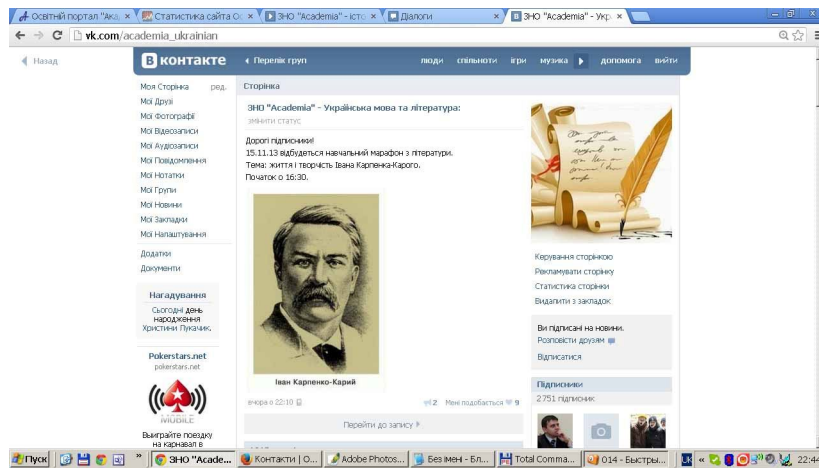 Освітній портал "Ака
Статистика сайта Ос
ЗНО "Academia" - істо
Діалоги
ЗНО "Academia" - Укр
vk.com/academia_ukrainian
Назад
В контакте
Перелік груп
люди спільноти ігри музика допомога вийти
Моя Сторінка ред.
Мої Друзі
Мої Фотографії
Мої Відеозаписи
Мої Аудіозаписи
Мої Повідомлення
Мої Нотатки
Мої Групи
Мої Новини
Мої Закладки
Мої Налаштування
Додатки
Документи
Нагадування
Сьогодні день
народження
Христини Пукачик.
Pokerstars.net
pokerstars.net
MOBILE
Выиграйте поездку
на карнавал в
Сторінка
ЗНО "Academia" - Українська мова та література:
змінити статус
Дорогі підписники!
15.11.13 відбудеться навчальний марафон з літератури.
Тема: життя і творчість Івана Карпенка-Карого.
Початок о 16:30.
Іван Карпенко-Карий
вчора о 22:10
2 Мені подобається 9
Перейти до запису
Керування сторінкою
Рекламувати сторінку
Статистика сторінки
Видалити з закладок
Ви підписані на новини.
Розповісти друзям
Відписатися
Підписники
2751 підписник
Пуск
ЗНО "Acade...
Контакти | О...
Adobe Photos...
Без імені - Бл...
Total Comma...
014 - Быстры...
UK
22:44